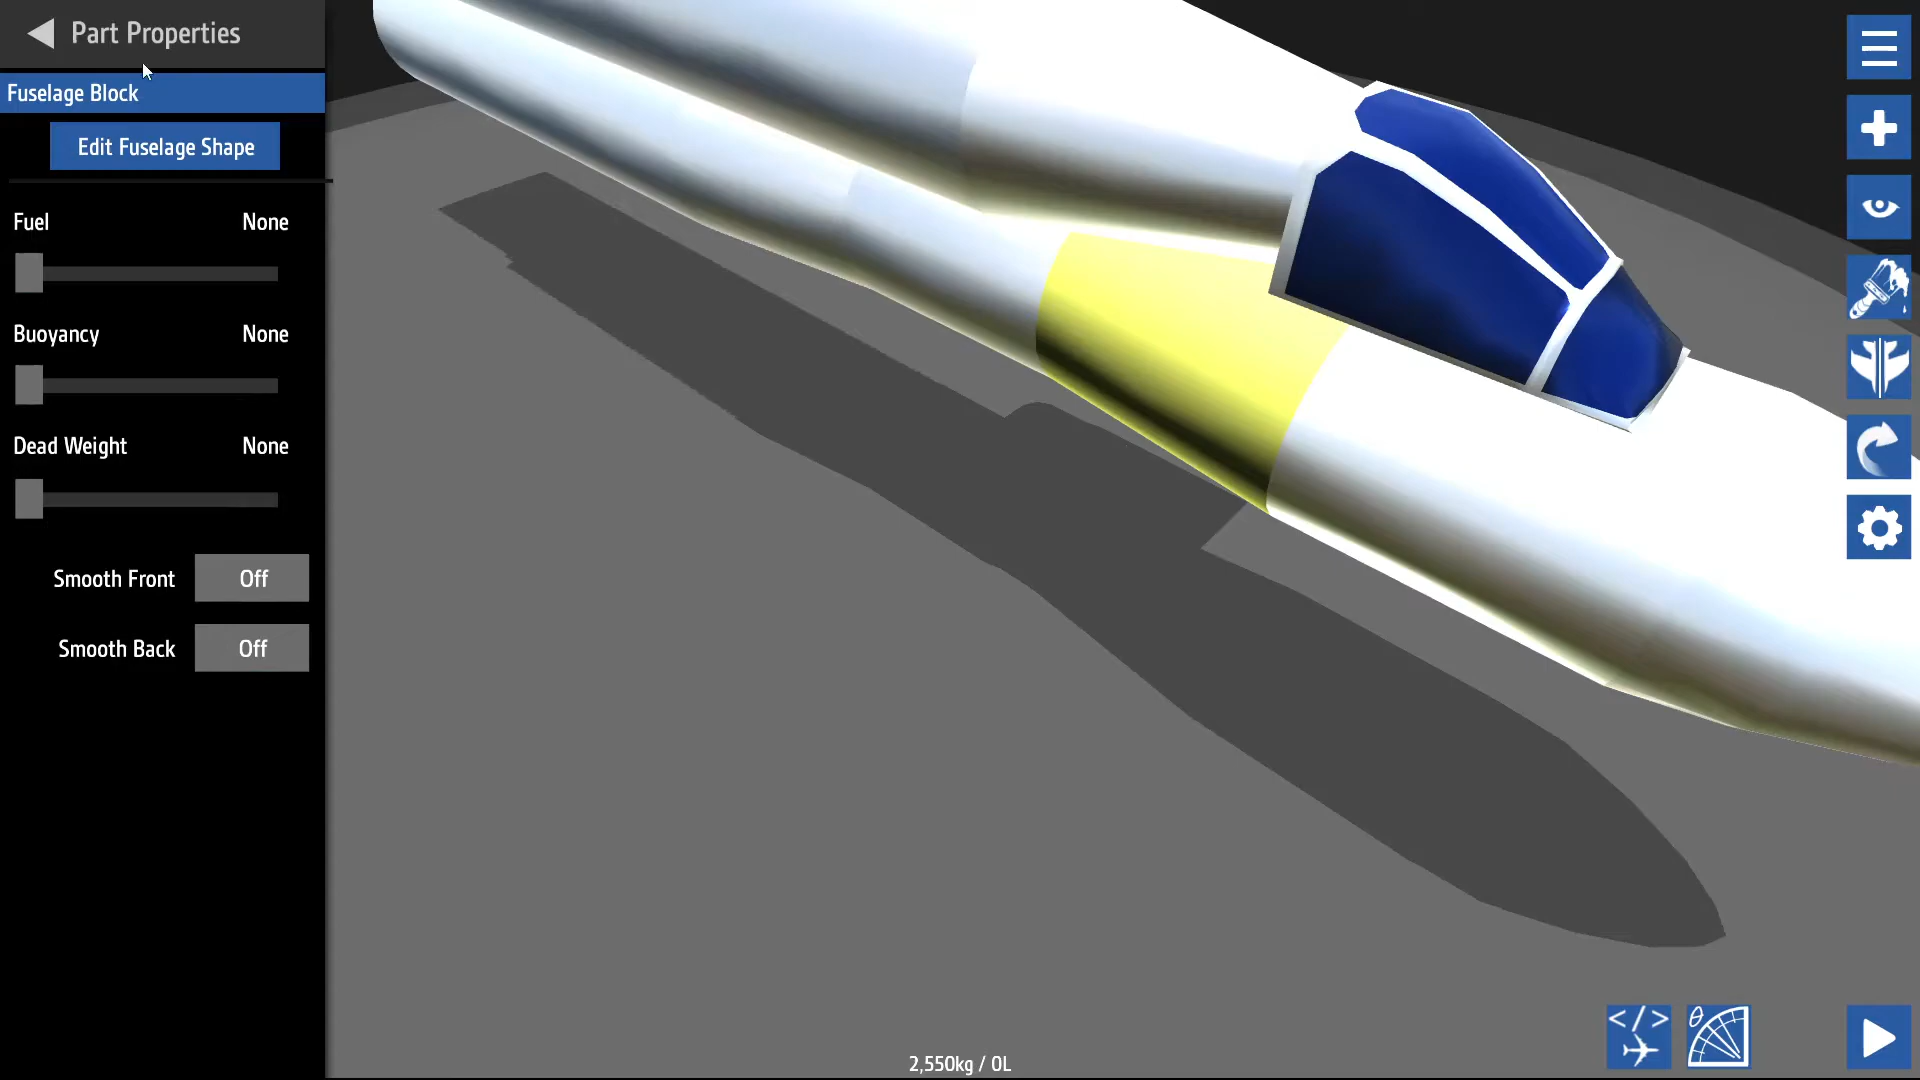 Part Properties
Fuselage Block
Edit Fuselage Shape
Fuel None
Buoyancy None
Dead Weight None
Smooth Front Off
Smooth Back Off
</>
θ
2,550kg / 0L